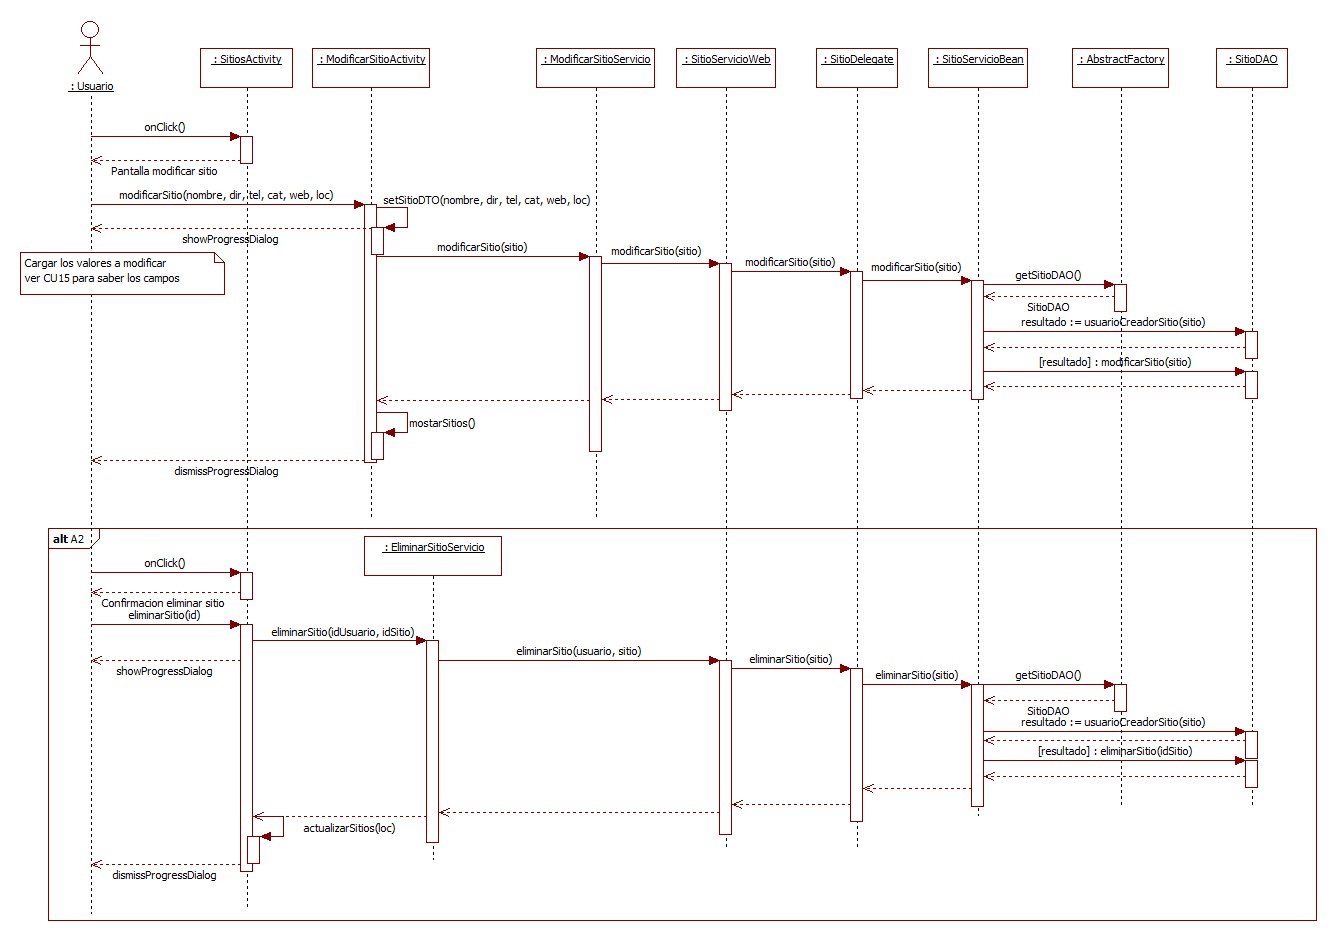 : SitiosActivity
: ModificarSitioActivity
: ModificarSitioServicio
: SitioServicioWeb
: SitioDelegate
: SitioServicioBean
: AbstractFactory
: SitioDAO
: Usuario
onClick()
Pantalla modificar sitio
modificarSitio(nombre, dir, tel, cat, web, loc)
setSitioDTO(nombre, dir, tel, cat, web, loc)
showProgressDialog
modificarSitio(sitio)
modificarSitio(sitio)
modificarSitio(sitio)
modificarSitio(sitio)
Cargar los valores a modificar
ver CU15 para saber los campos
getSitioDAO()
SitioDAO
resultado := usuarioCreadorSitio(sitio)
[resultado] : modificarSitio(sitio)
mostarSitios()
dismissProgressDialog
alt A2
: EliminarSitioServicio
onClick()
Confirmacion eliminar sitio
eliminarSitio(id)
eliminarSitio(idUsuario, idSitio)
eliminarSitio(usuario, sitio)
eliminarSitio(sitio)
showProgressDialog
eliminarSitio(sitio)
getSitioDAO()
SitioDAO
resultado := usuarioCreadorSitio(sitio)
[resultado] : eliminarSitio(idSitio)
actualizarSitios(loc)
dismissProgressDialog